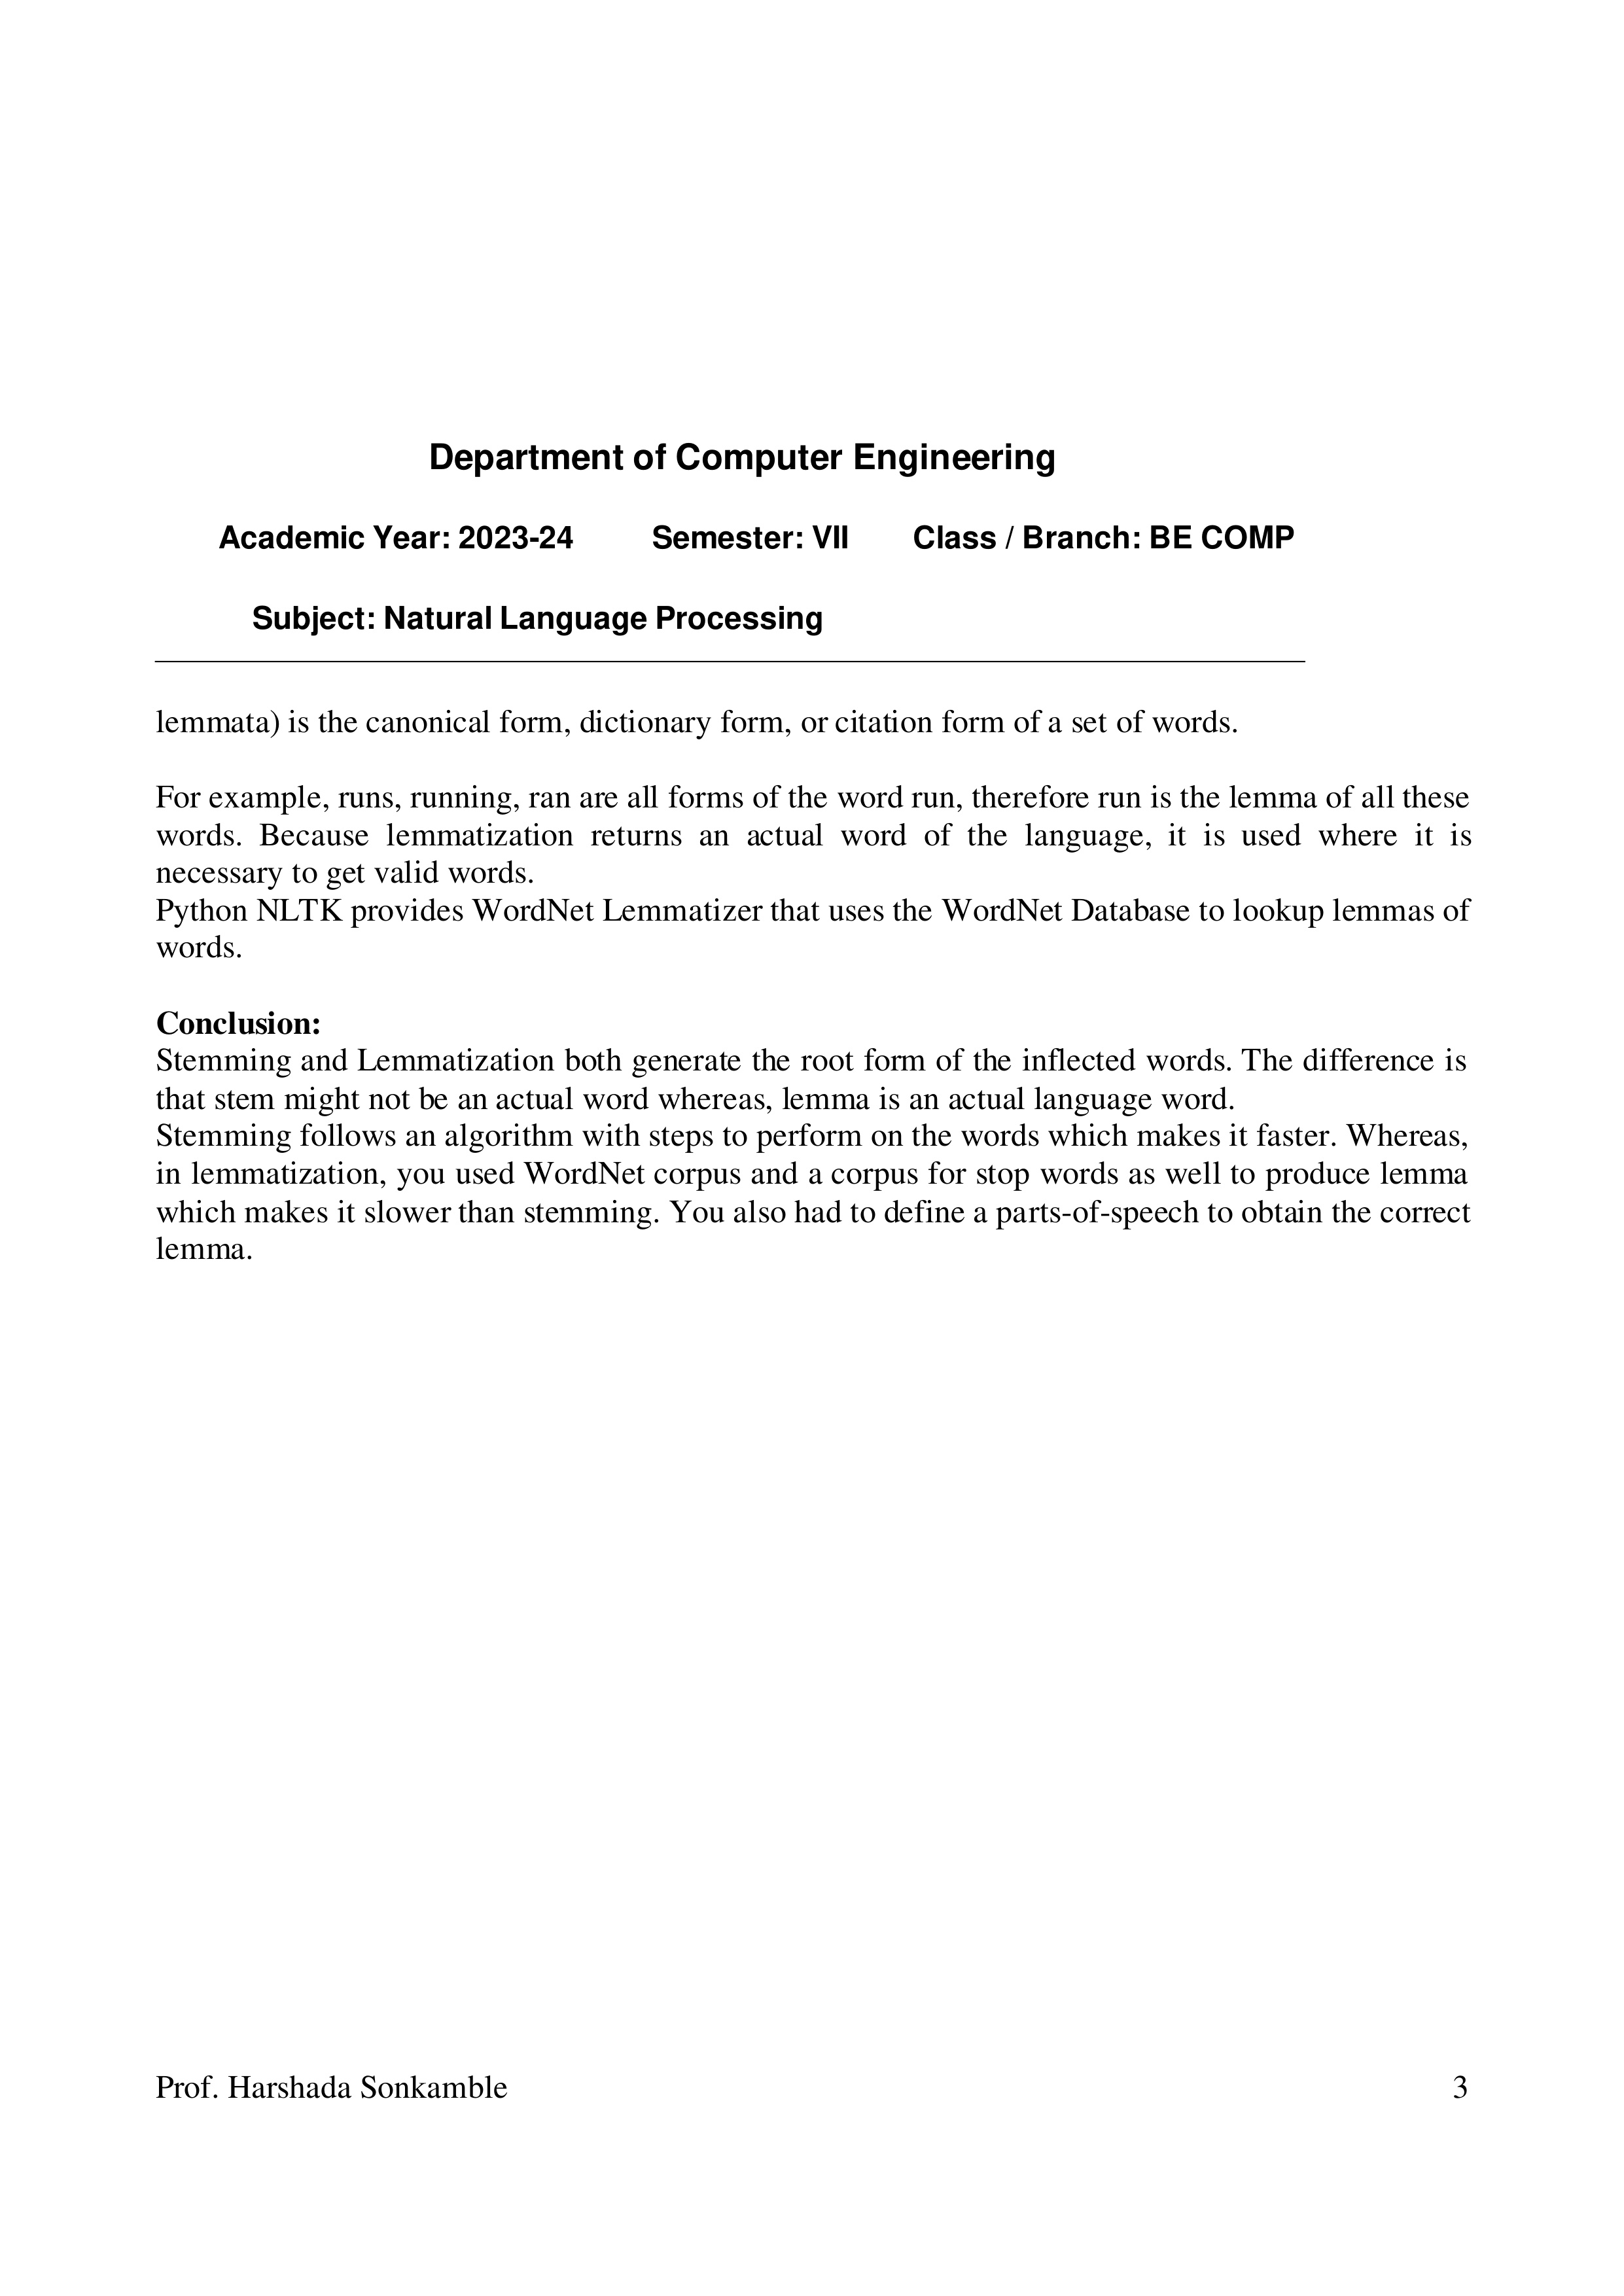 Department of Computer Engineering
Academic Year: 2023-24 Semester: VII Class / Branch: BE COMP
Subject: Natural Language Processing
lemmata) is the canonical form, dictionary form, or citation form of a set of words.
For example, runs, running, ran are all forms of the word run, therefore run is the lemma of all these
words. Because lemmatization returns an actual word of the language, it is used where it is
necessary to get valid words.
Python NLTK provides WordNet Lemmatizer that uses the WordNet Database to lookup lemmas of
words.
Conclusion:
Stemming and Lemmatization both generate the root form of the inflected words. The difference is
that stem might not be an actual word whereas, lemma is an actual language word.
Stemming follows an algorithm with steps to perform on the words which makes it faster. Whereas,
in lemmatization, you used WordNet corpus and a corpus for stop words as well to produce lemma
which makes it slower than stemming. You also had to define a parts-of-speech to obtain the correct
lemma.
Prof. Harshada Sonkamble 3